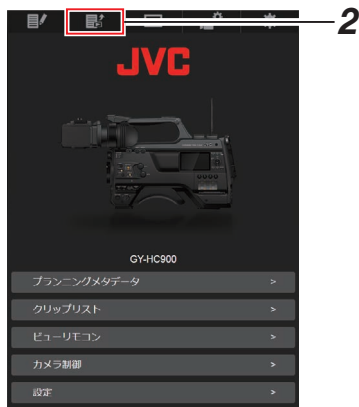 2
JVC
GY-HC900
プランニングメタデータ >
クリップリスト >
ビューリモコン >
カメラ制御 >
設定 >